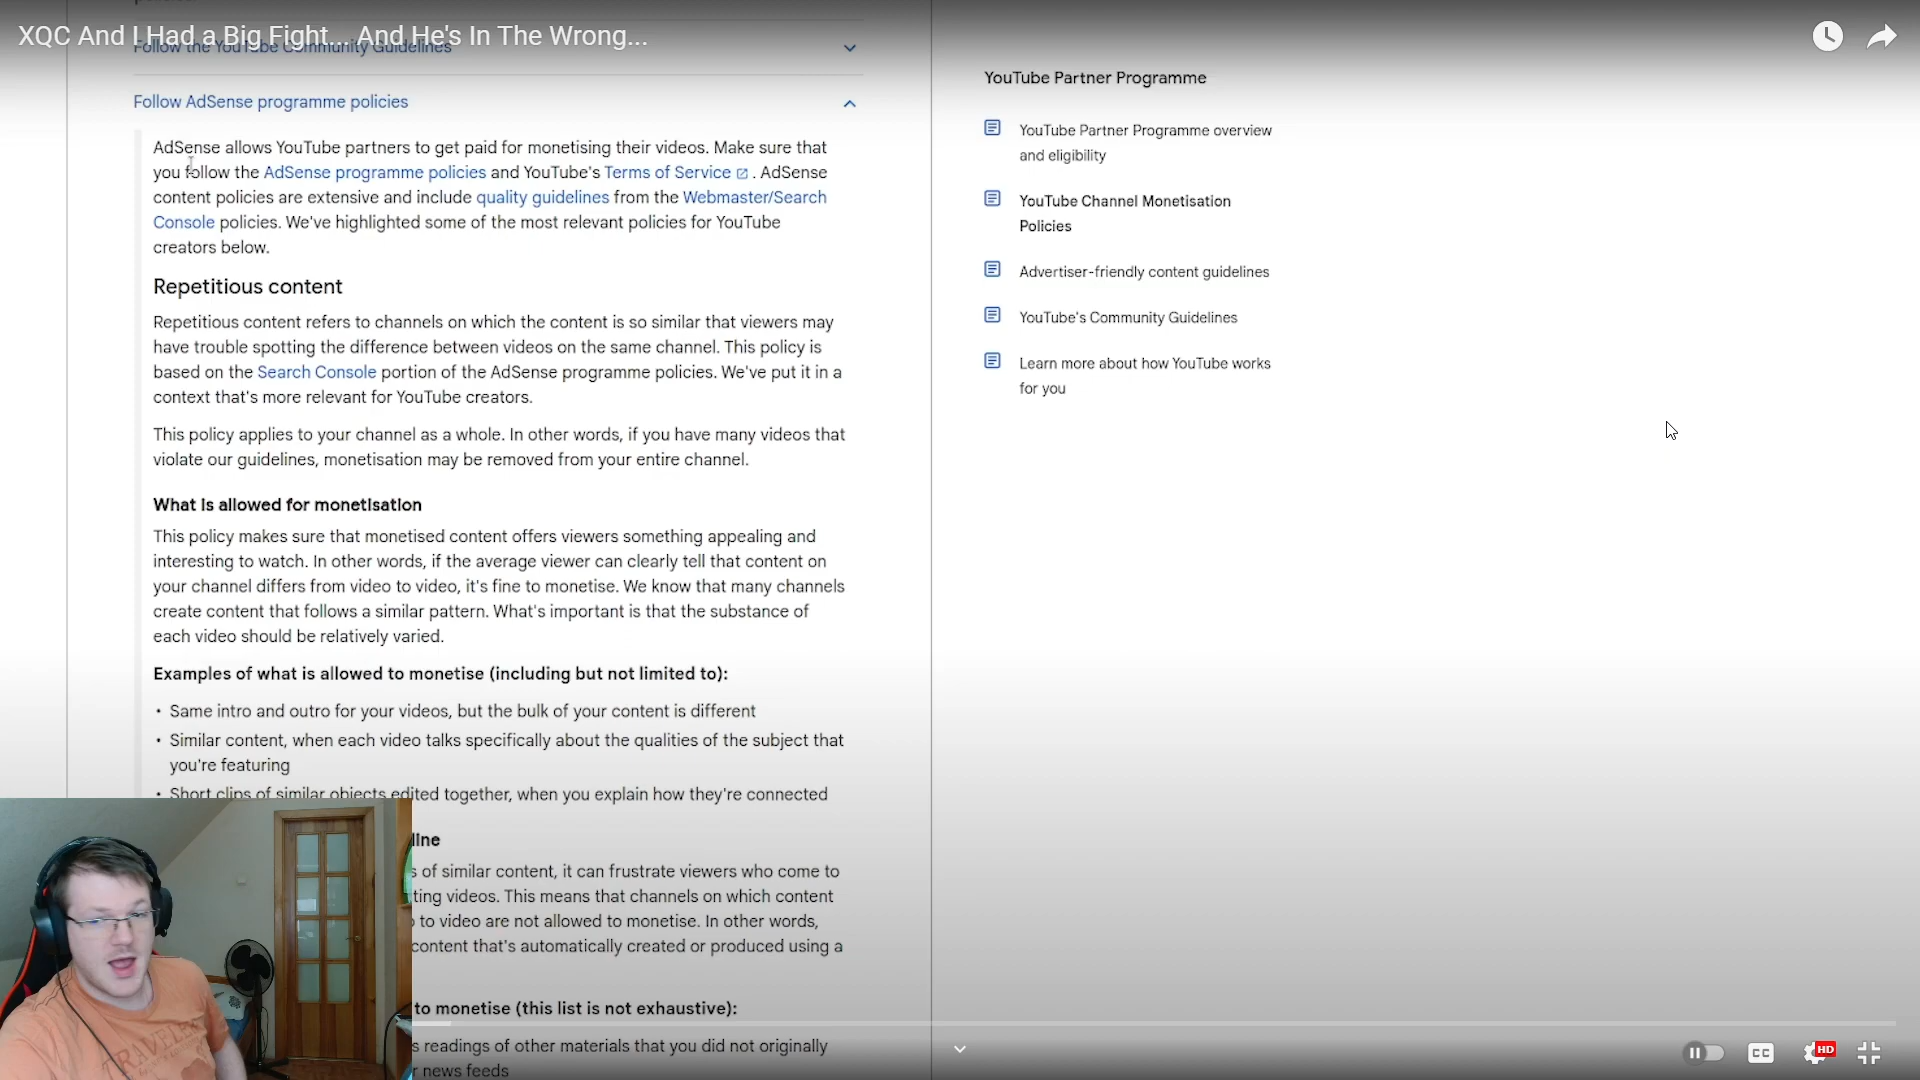 XQC And I Had a Big Fight... And He's In The Wrong...
Follow the YouTube Community Guidelines
Follow AdSense programme policies
AdSense allows YouTube partners to get paid for monetising their videos. Make sure that
you follow the AdSense programme policies and YouTube's Terms of Service. AdSense
content policies are extensive and include quality guidelines from the Webmaster/Search
Console policies. We've highlighted some of the most relevant policies for YouTube
creators below.
Repetitious content
Repetitious content refers to channels on which the content is so similar that viewers may
have trouble spotting the difference between videos on the same channel. This policy is
based on the Search Console portion of the AdSense programme policies. We've put it in a
context that's more relevant for YouTube creators.
This policy applies to your channel as a whole. In other words, if you have many videos that
violate our guidelines, monetisation may be removed from your entire channel.
What is allowed for monetisation
This policy makes sure that monetised content offers viewers something appealing and
interesting to watch. In other words, if the average viewer can clearly tell that content on
your channel differs from video to video, it's fine to monetise. We know that many channels
create content that follows a similar pattern. What's important is that the substance of
each video should be relatively varied.
Examples of what is allowed to monetise (including but not limited to):
• Same intro and outro for your videos, but the bulk of your content is different
• Similar content, when each video talks specifically about the qualities of the subject that
you're featuring
• Short clips of similar objects edited together, when you explain how they're connected
line
s of similar content, it can frustrate viewers who come to
ting videos. This means that channels on which content
to video are not allowed to monetise. In other words,
content that's automatically created or produced using a
to monetise (this list is not exhaustive):
s readings of other materials that you did not originally
r news feeds
YouTube Partner Programme
YouTube Partner Programme overview
and eligibility
YouTube Channel Monetisation
Policies
Advertiser-friendly content guidelines
YouTube's Community Guidelines
Learn more about how YouTube works
for you
TRAVELE
CC
HD